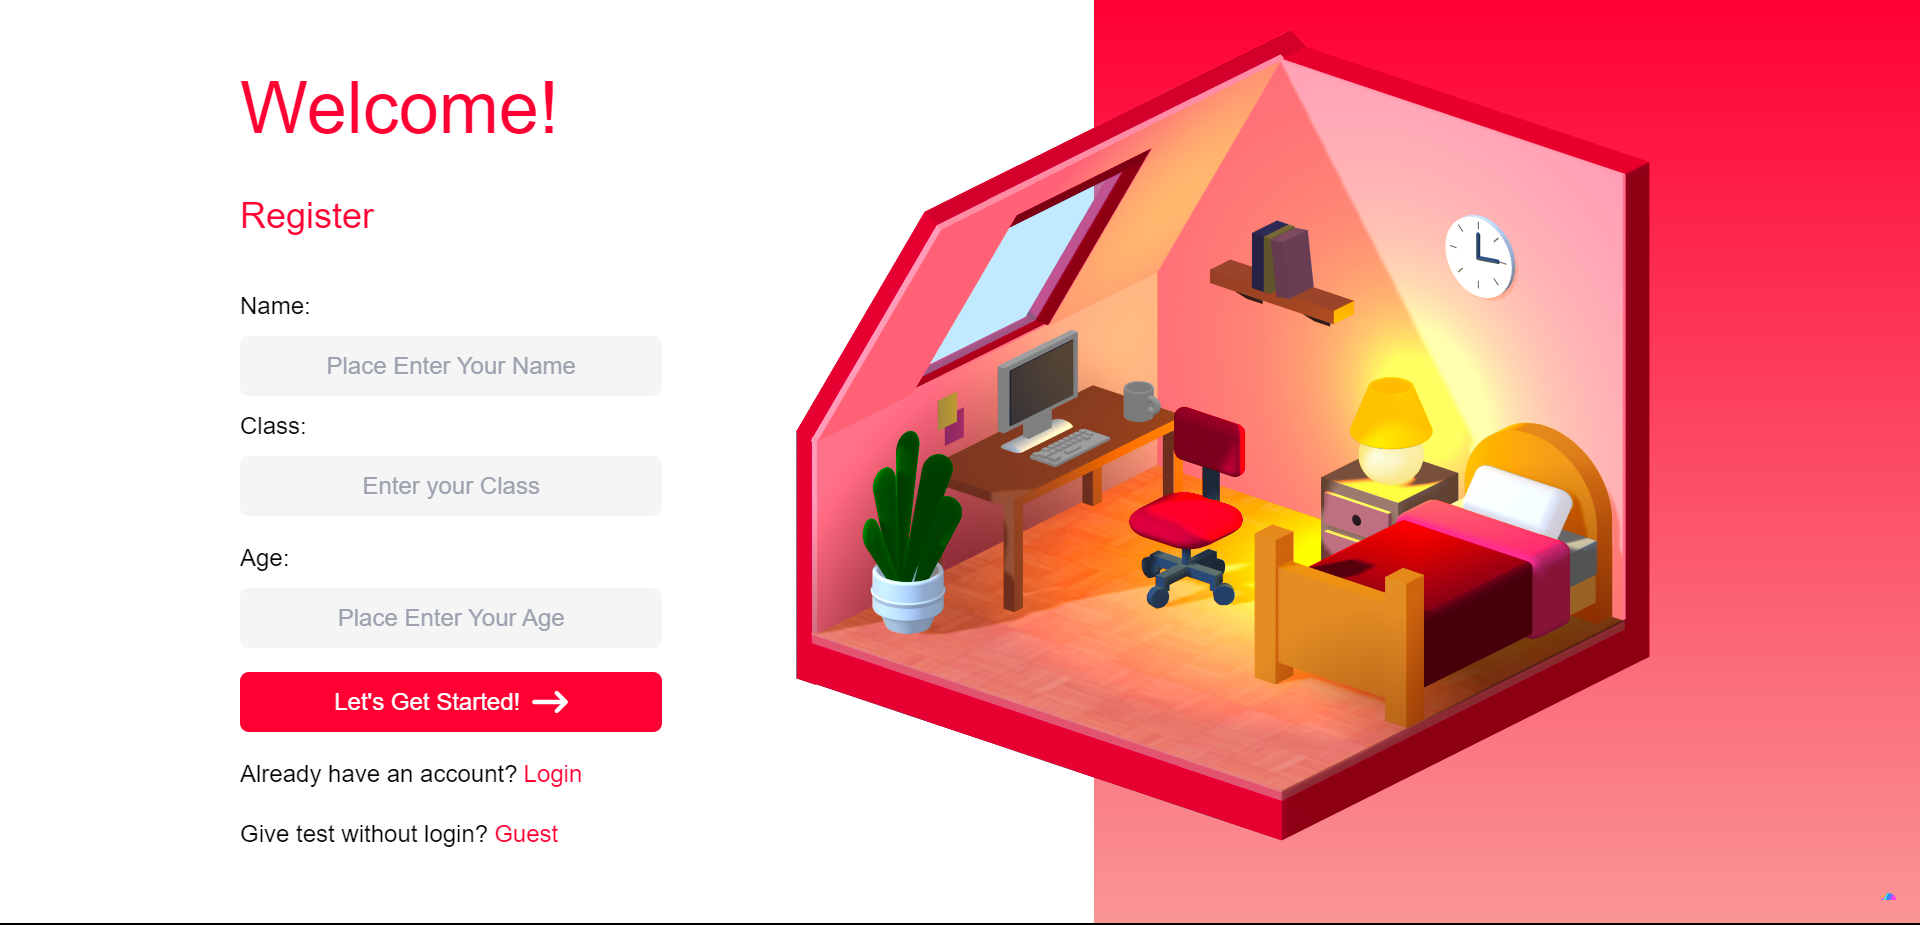 Welcome!
Register
Name:
Place Enter Your Name
Class:
Enter your Class
Age:
Place Enter Your Age
Let's Get Started!
Already have an account? Login
Give test without login? Guest